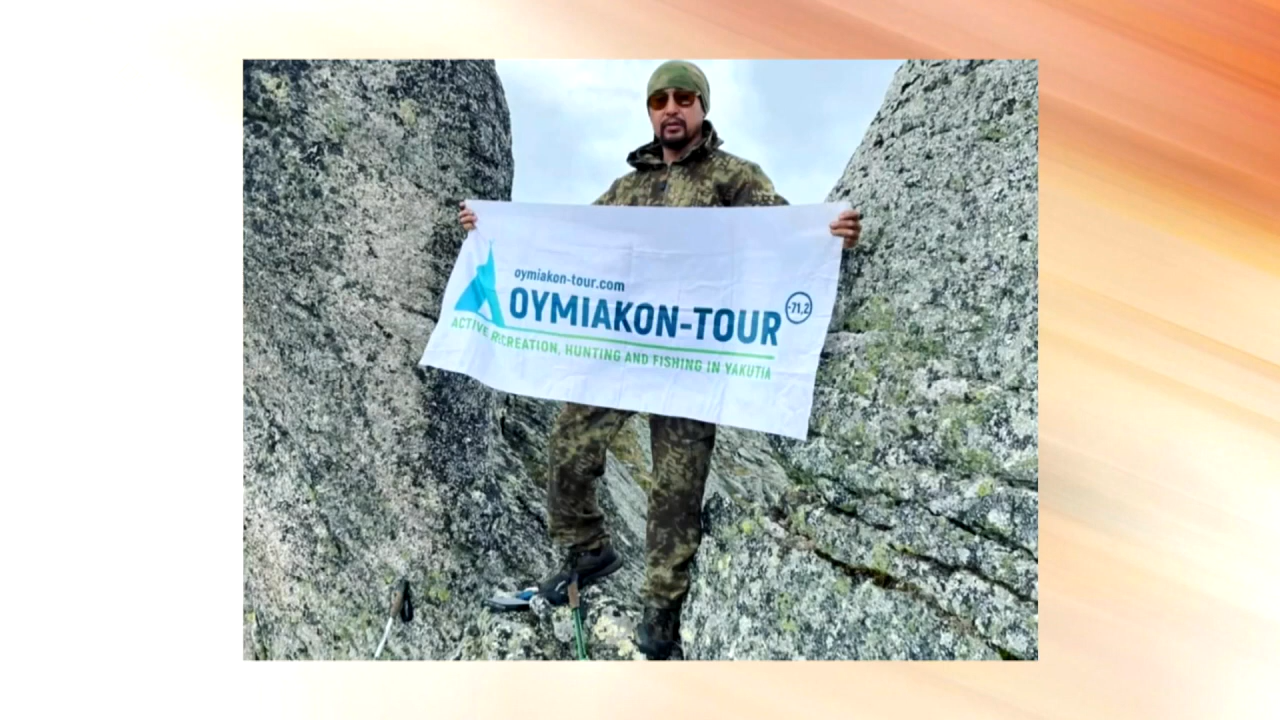 oymiakon-tour.com
OYMIAKON-TOUR -71,2
ACTIVE RECREATION, HUNTING AND FISHING IN YAKUTIA